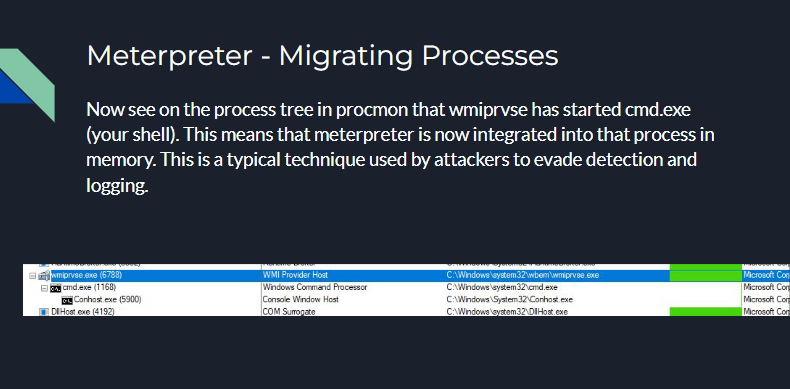 Meterpreter - Migrating Processes
Now see on the process tree in procmon that wmiprvse has started cmd.exe
(your shell). This means that meterpreter is now integrated into that process in
memory. This is a typical technique used by attackers to evade detection and
logging.
wmiprvse.exe (6788) WMI Provider Host C:\Windows\system32\wbem\wmiprvse.exe Microsoft Corp
cmd.exe (1168) Windows Command Processor C:\Windows\system32\cmd.exe Microsoft Corp
Conhost.exe (5900) Console Window Host C:\Windows\System32\Conhost.exe Microsoft Corp
DllHost.exe (4192) COM Surrogate C:\Windows\system32\DllHost.exe Microsoft Corp